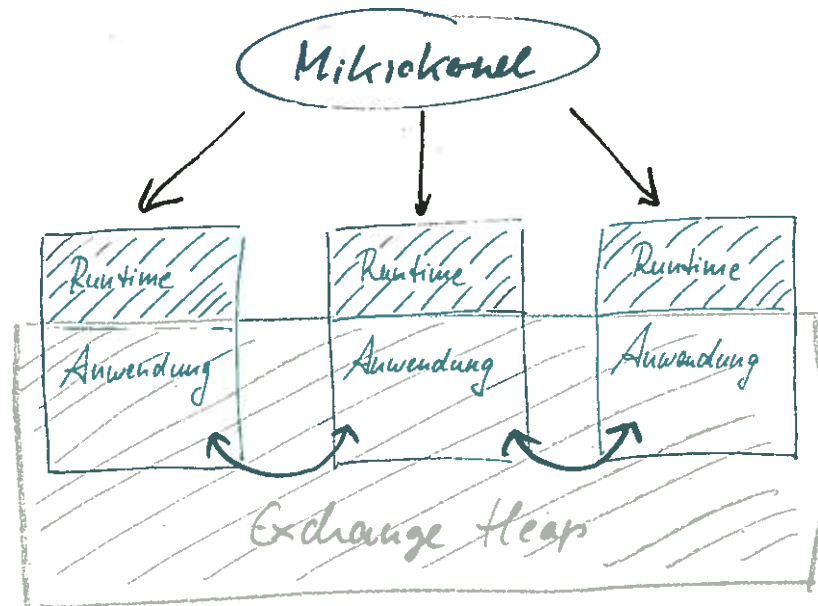 Mikrokernel
Runtime
Runtime
Runtime
Anwendung
Anwendung
Anwendung
Exchange Heap